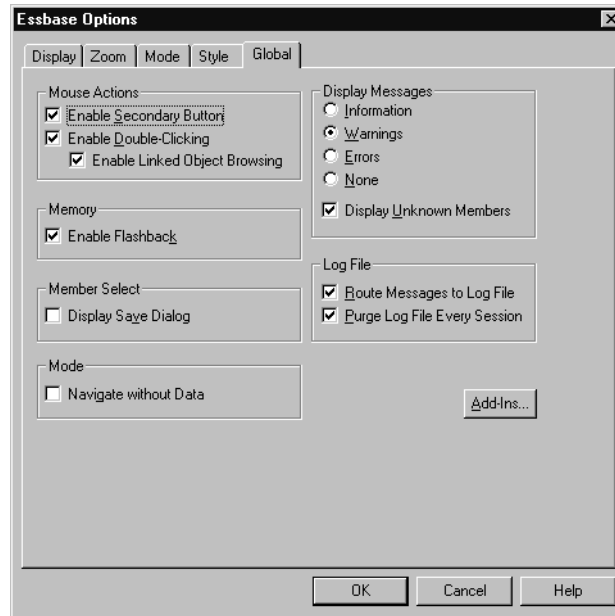 Essbase Options
Display Zoom Mode Style Global
Mouse Actions
Enable Secondary Button
Enable Double-Clicking
Enable Linked Object Browsing
Memory
Enable Flashback
Member Select
Display Save Dialog
Mode
Navigate without Data
Display Messages
Information
Warnings
Errors
None
Display Unknown Members
Log File
Route Messages to Log File
Purge Log File Every Session
Add-Ins...
OK Cancel Help